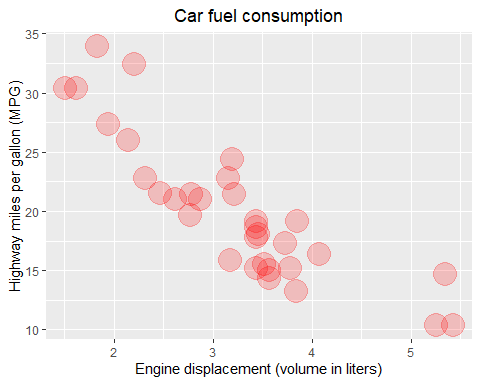 Car fuel consumption
Highway miles per gallon (MPG)
35
30
25
20
15
10
2 3 4 5
Engine displacement (volume in liters)